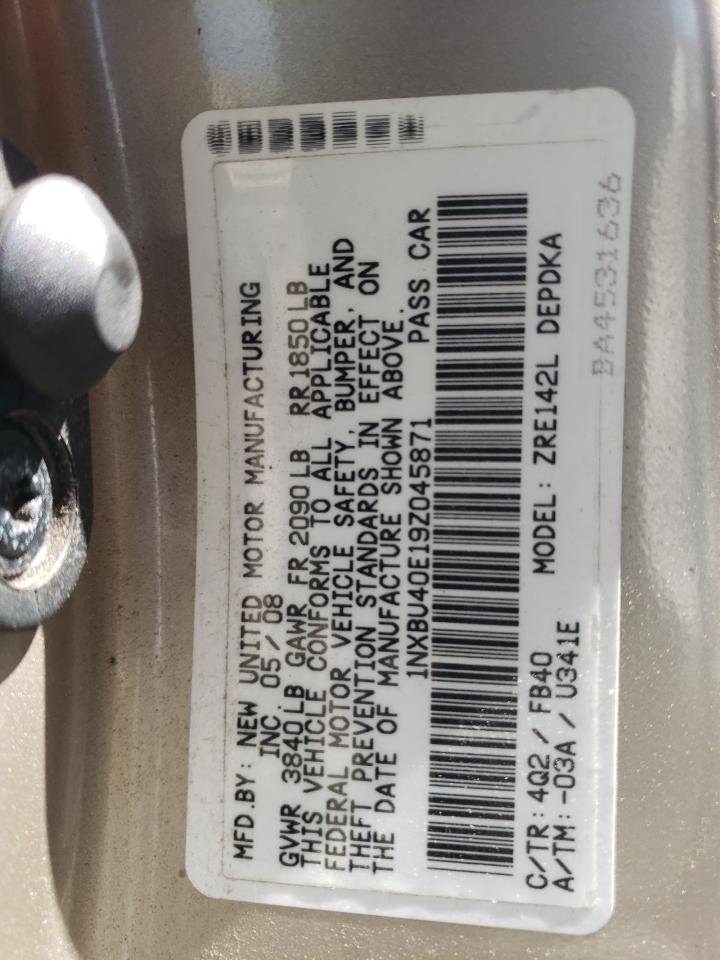 MFD.BY: NEW UNITED MOTOR MANUFACTURING
INC. 05/08
GVWR 3840LB GAWR FR 2090LB RR1850LB
THIS VEHICLE CONFORMS TO ALL APPLICABLE
FEDERAL MOTOR VEHICLE SAFETY, BUMPER, AND
THEFT PREVENTION STANDARDS IN EFFECT ON
THE DATE OF MANUFACTURE SHOWN ABOVE.
1NXBU40E19Z045871 PASS CAR
C/TR: 4Q2 / FB40 MODEL: ZRE142L DEPDKA
A/TM: -03A / U341E
BA4531636